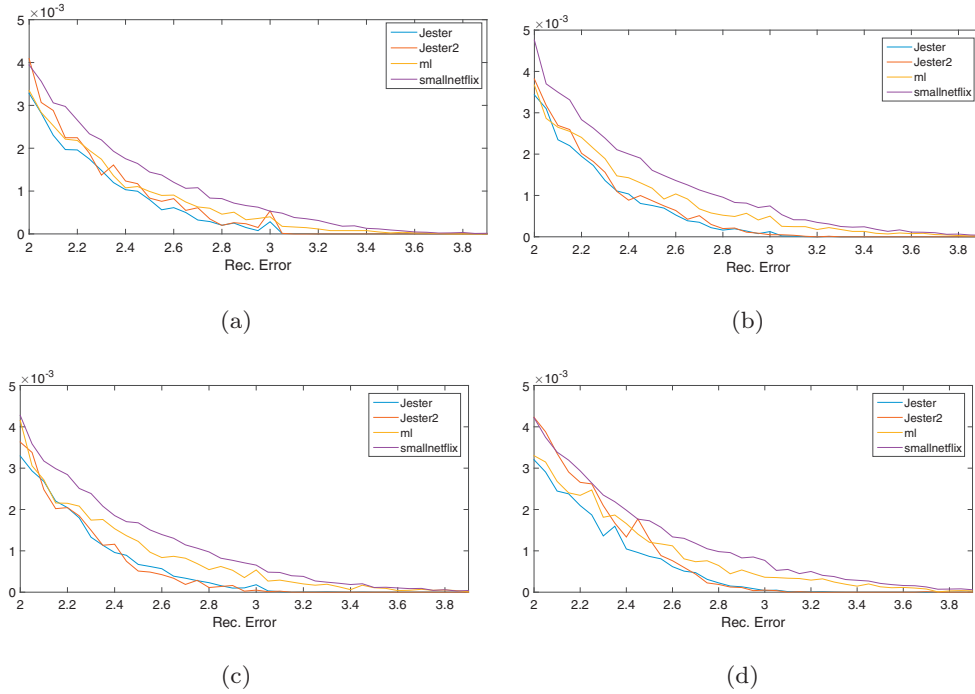 ×10⁻³
5
4
3
2
1
0
2 2.2 2.4 2.6 2.8 3 3.2 3.4 3.6 3.8
Rec. Error
Jester
Jester2
ml
smallnetflix
(a)
×10⁻³
5
4
3
2
1
0
2 2.2 2.4 2.6 2.8 3 3.2 3.4 3.6 3.8
Rec. Error
Jester
Jester2
ml
smallnetflix
(b)
×10⁻³
5
4
3
2
1
0
2 2.2 2.4 2.6 2.8 3 3.2 3.4 3.6 3.8
Rec. Error
Jester
Jester2
ml
smallnetflix
(c)
×10⁻³
5
4
3
2
1
0
2 2.2 2.4 2.6 2.8 3 3.2 3.4 3.6 3.8
Rec. Error
Jester
Jester2
ml
smallnetflix
(d)